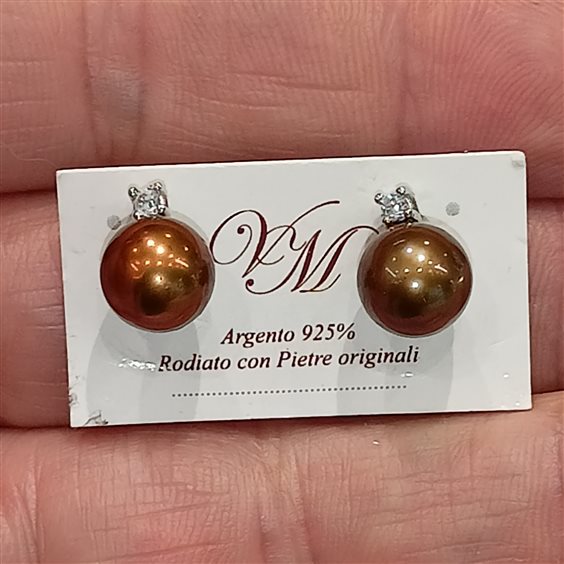 VM
Argento 925%
Rodiato con Pietre originali